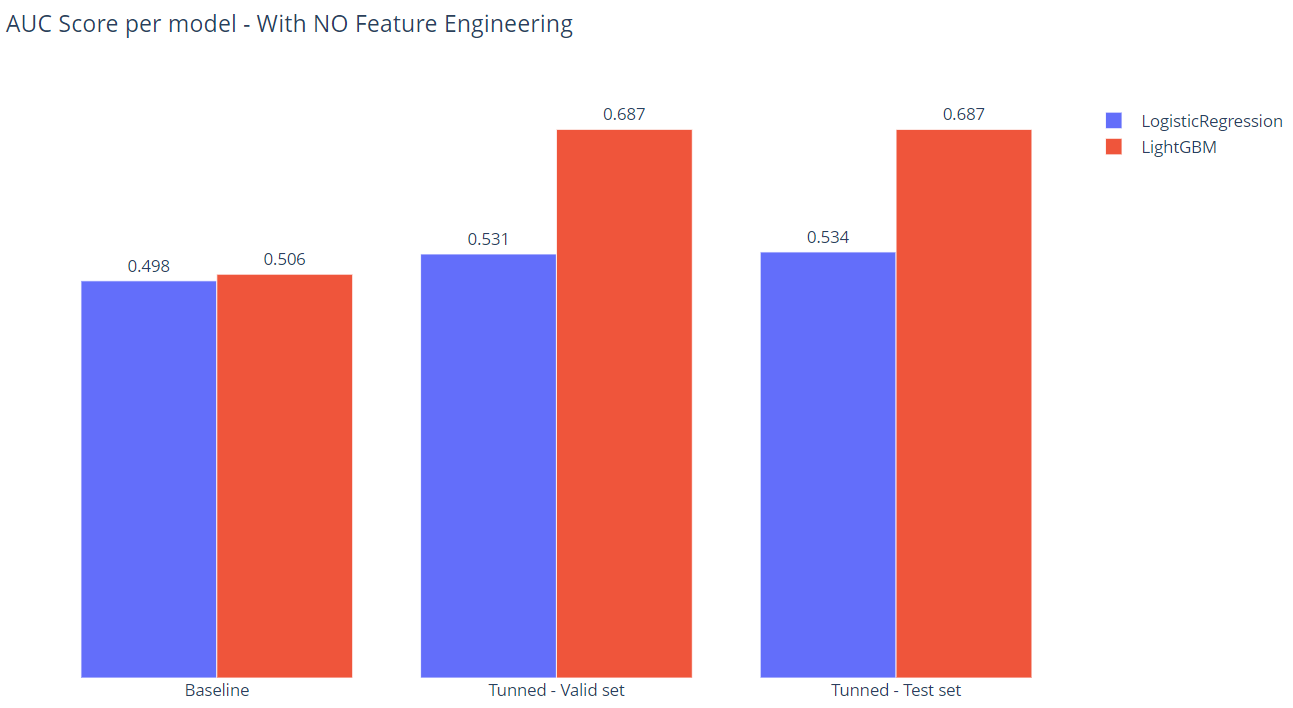 AUC Score per model - With NO Feature Engineering
0.687
0.687
LogisticRegression
LightGBM
0.498
0.506
0.531
0.534
Baseline
Tunned - Valid set
Tunned - Test set